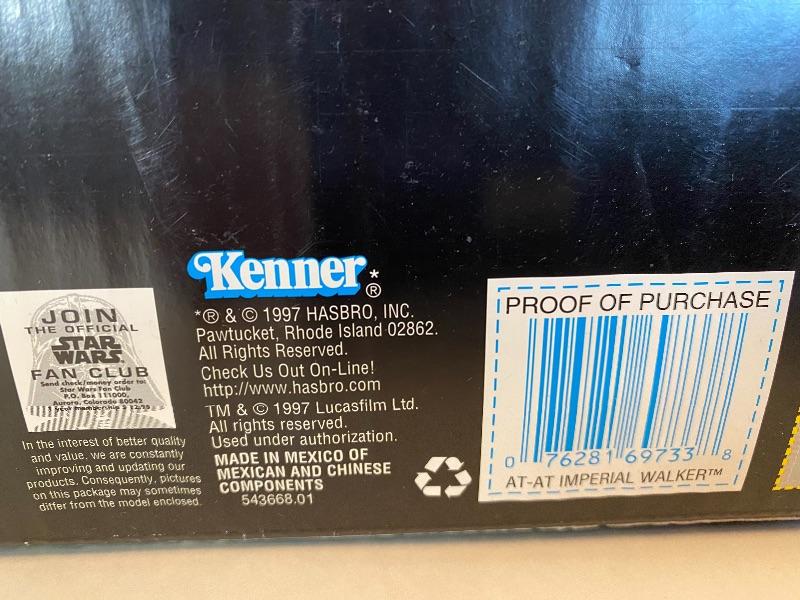 JOIN
THE OFFICIAL
STAR
WARS
FAN CLUB
Send check/money order to:
Star Wars Fan Club
P.O. Box 111000,
Aurora, Colorado 80042
1 year membership $
In the interest of better quality
and value, we are constantly
improving and updating our
products. Consequently, pictures
on this package may sometimes
differ from the model enclosed.
Kenner*®
*® & © 1997 HASBRO, INC.
Pawtucket, Rhode Island 02862.
All Rights Reserved.
Check Us Out On-Line!
http://www.hasbro.com
TM & © 1997 Lucasfilm Ltd.
All rights reserved.
Used under authorization.
MADE IN MEXICO OF
MEXICAN AND CHINESE
COMPONENTS
543668.01
PROOF OF PURCHASE
0 76281 69733 8
AT-AT IMPERIAL WALKER™